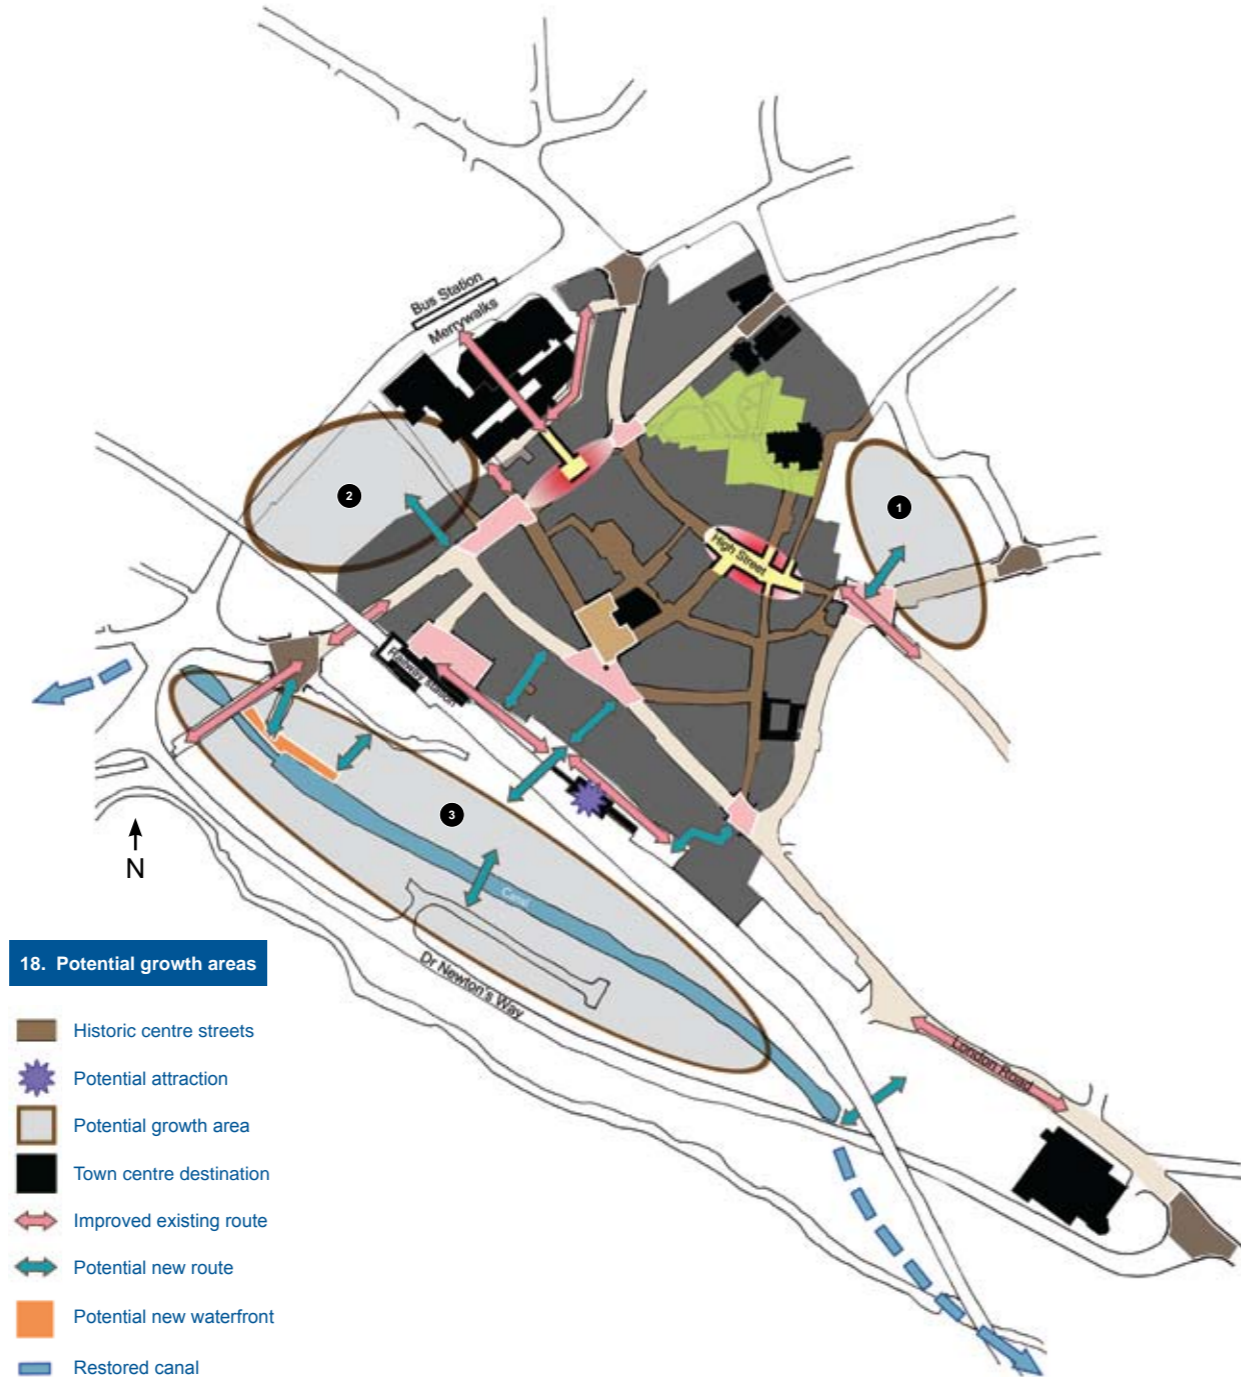 Bus Station
Merrywalks
2
1
High Street
Railway station
3
N
Canal
Dr Newton's Way
London Road
18. Potential growth areas
Historic centre streets
Potential attraction
Potential growth area
Town centre destination
Improved existing route
Potential new route
Potential new waterfront
Restored canal